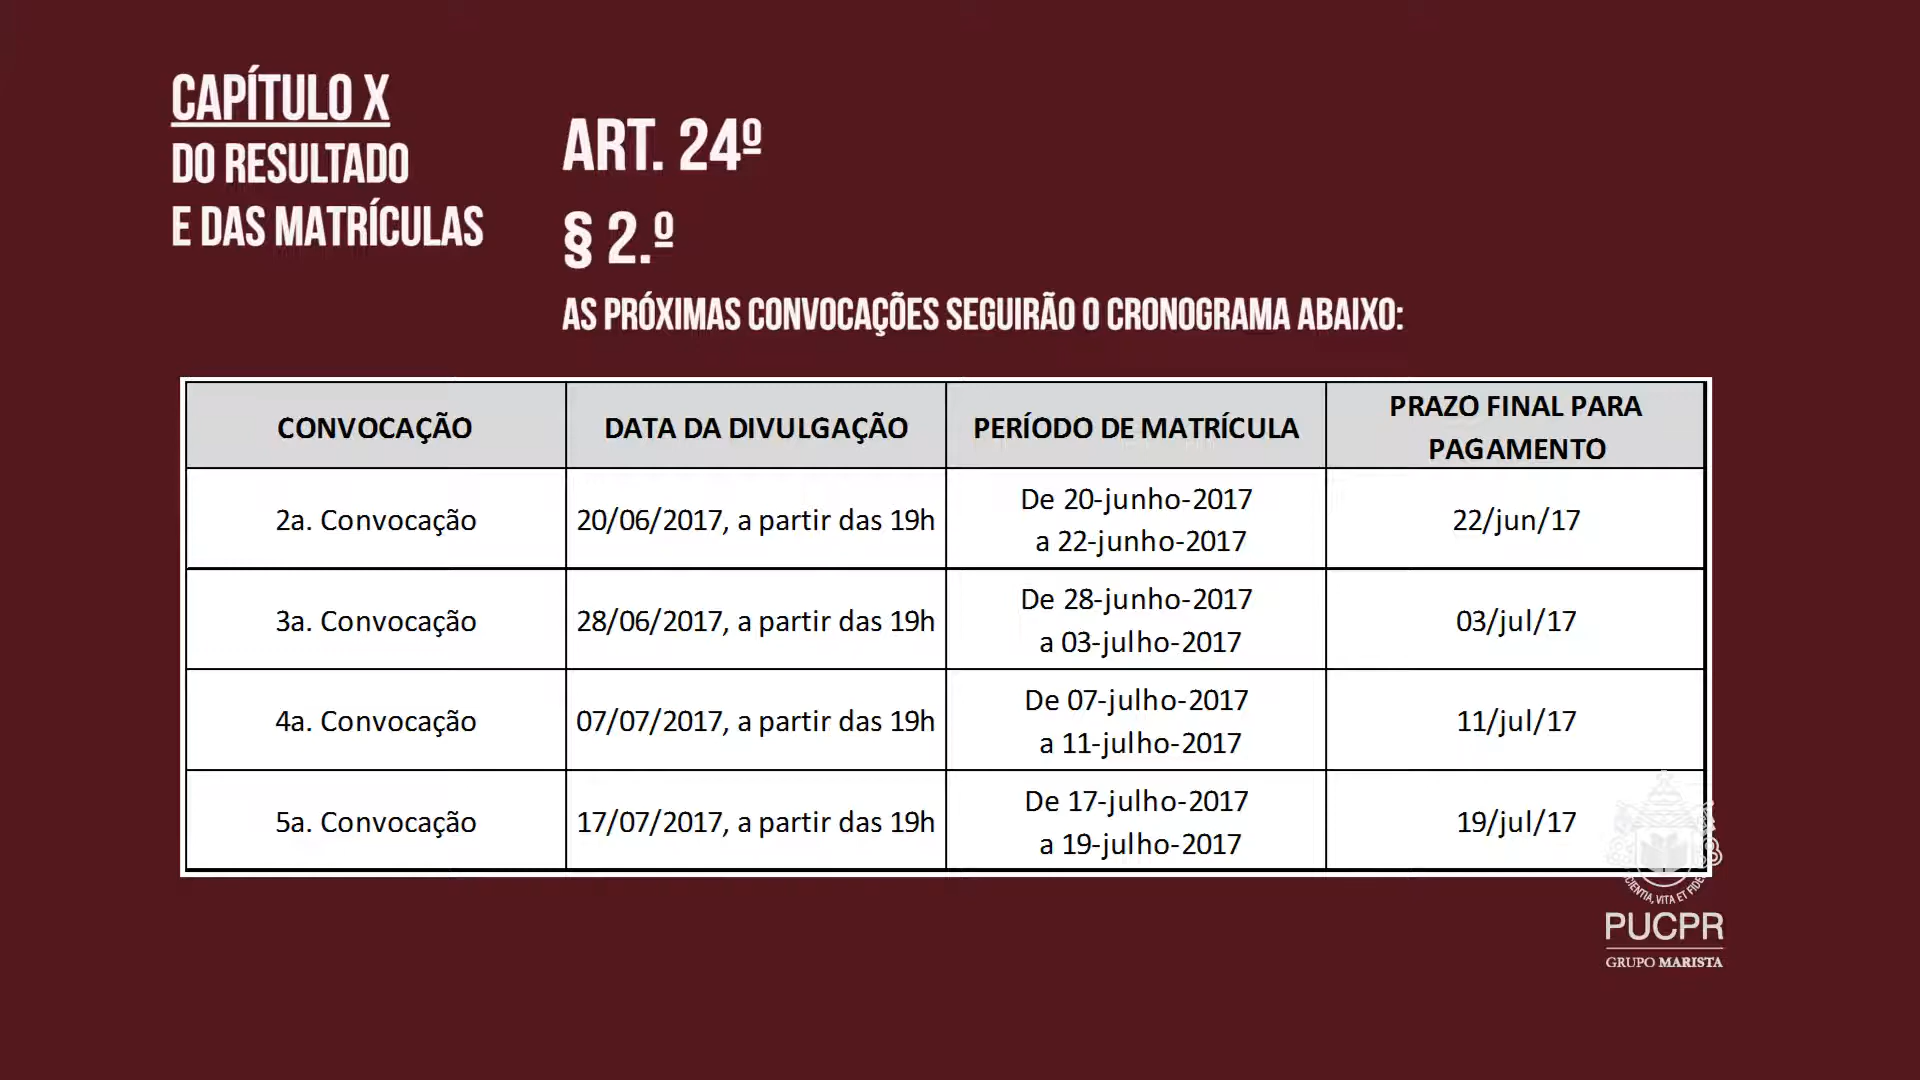 CAPÍTULO X
DO RESULTADO
E DAS MATRÍCULAS
ART. 24º
§ 2.º
AS PRÓXIMAS CONVOCAÇÕES SEGUIRÃO O CRONOGRAMA ABAIXO:
CONVOCAÇÃO DATA DA DIVULGAÇÃO PERÍODO DE MATRÍCULA PRAZO FINAL PARA PAGAMENTO
2a. Convocação 20/06/2017, a partir das 19h De 20-junho-2017 a 22-junho-2017 22/jun/17
3a. Convocação 28/06/2017, a partir das 19h De 28-junho-2017 a 03-julho-2017 03/jul/17
4a. Convocação 07/07/2017, a partir das 19h De 07-julho-2017 a 11-julho-2017 11/jul/17
5a. Convocação 17/07/2017, a partir das 19h De 17-julho-2017 a 19-julho-2017 19/jul/17
VITA ET
PUCPR
GRUPO MARISTA